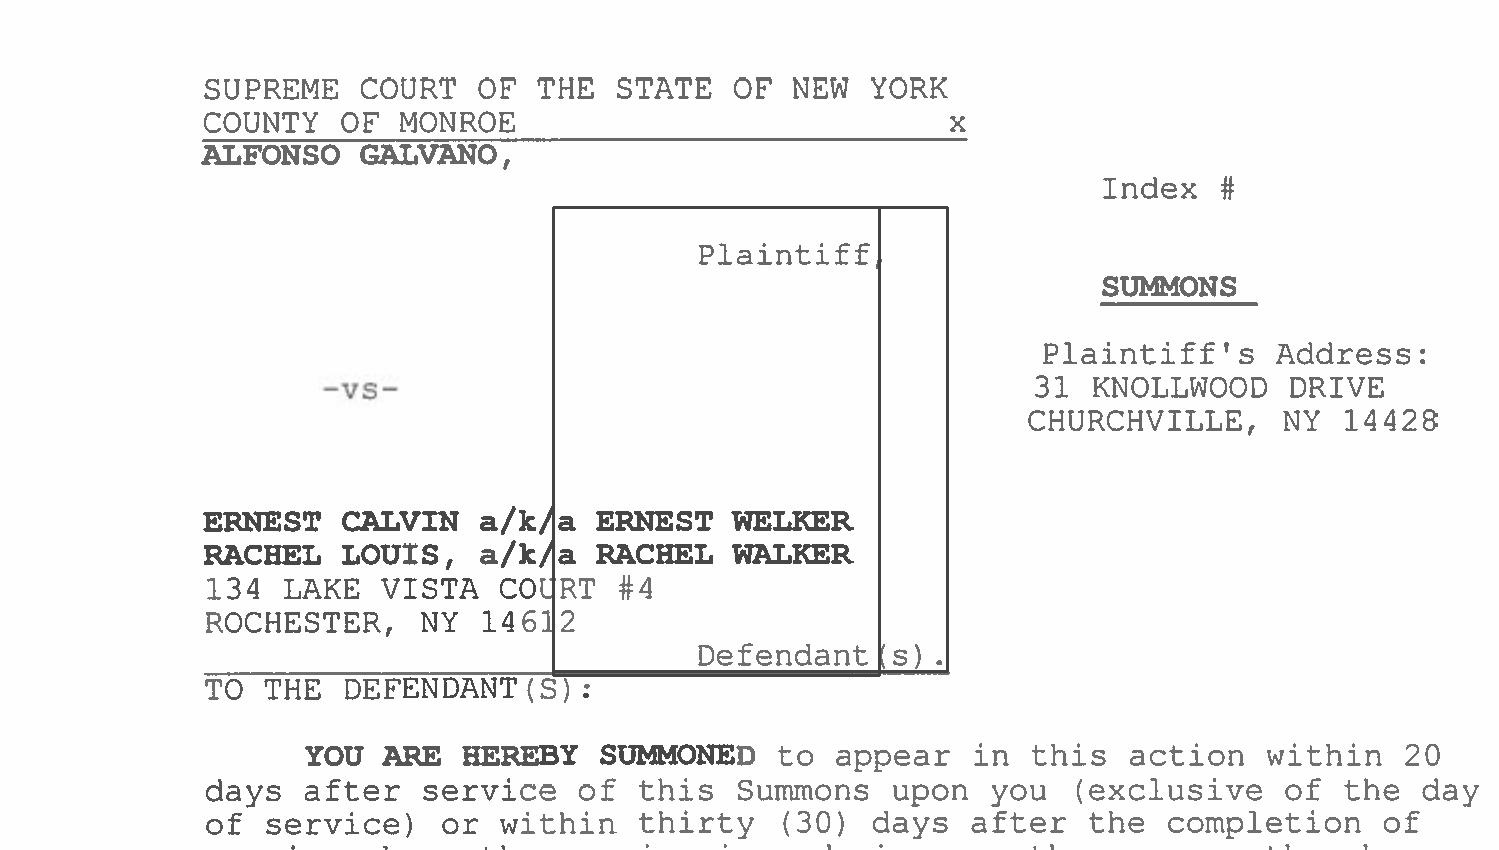 SUPREME COURT OF THE STATE OF NEW YORK
COUNTY OF MONROE x
ALFONSO GALVANO,
Index #
Plaintiff,
SUMMONS
Plaintiff's Address:
-vs-
31 KNOLLWOOD DRIVE
CHURCHVILLE, NY 14428
ERNEST CALVIN a/k/a ERNEST WELKER
RACHEL LOUIS, a/k/a RACHEL WALKER
134 LAKE VISTA COURT #4
ROCHESTER, NY 14612
Defendant(s).
TO THE DEFENDANT(S):
YOU ARE HEREBY SUMMONED to appear in this action within 20
days after service of this Summons upon you (exclusive of the day
of service) or within thirty (30) days after the completion of